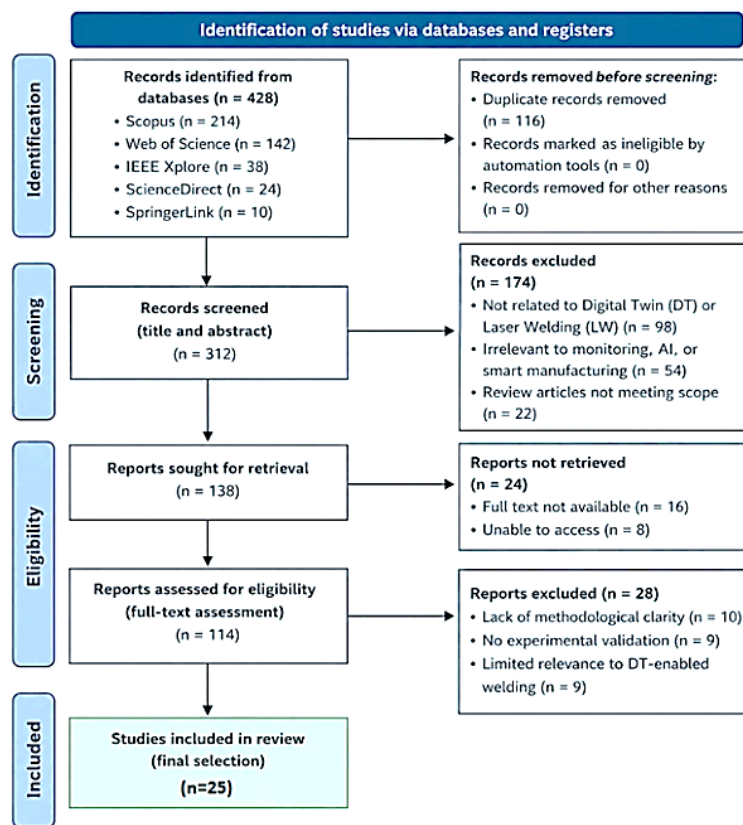 Identification of studies via databases and registers
Identification
Records identified from
databases (n = 428)
• Scopus (n = 214)
• Web of Science (n = 142)
• IEEE Xplore (n = 38)
• ScienceDirect (n = 24)
• SpringerLink (n = 10)
Records removed before screening:
• Duplicate records removed
(n = 116)
• Records marked as ineligible by
automation tools (n = 0)
• Records removed for other reasons
(n = 0)
Screening
Records screened
(title and abstract)
n = 312)
Records excluded
(n = 174)
• Not related to Digital Twin (DT) or
Laser Welding (LW) (n = 98)
• Irrelevant to monitoring, AI, or
smart manufacturing (n = 54)
• Review articles not meeting scope
(n = 22)
Eligibility
Reports sought for retrieval
(n = 138)
Reports not retrieved
(n = 24)
• Full text not available (n = 16)
• Unable to access (n = 8)
Reports assessed for eligibility
(full-text assessment)
n = 114)
Reports excluded (n = 28)
• Lack of methodological clarity (n = 10)
• No experimental validation (n = 9)
• Limited relevance to DT-enabled
welding (n = 9)
Included
Studies included in review
(final selection)
(n=25)